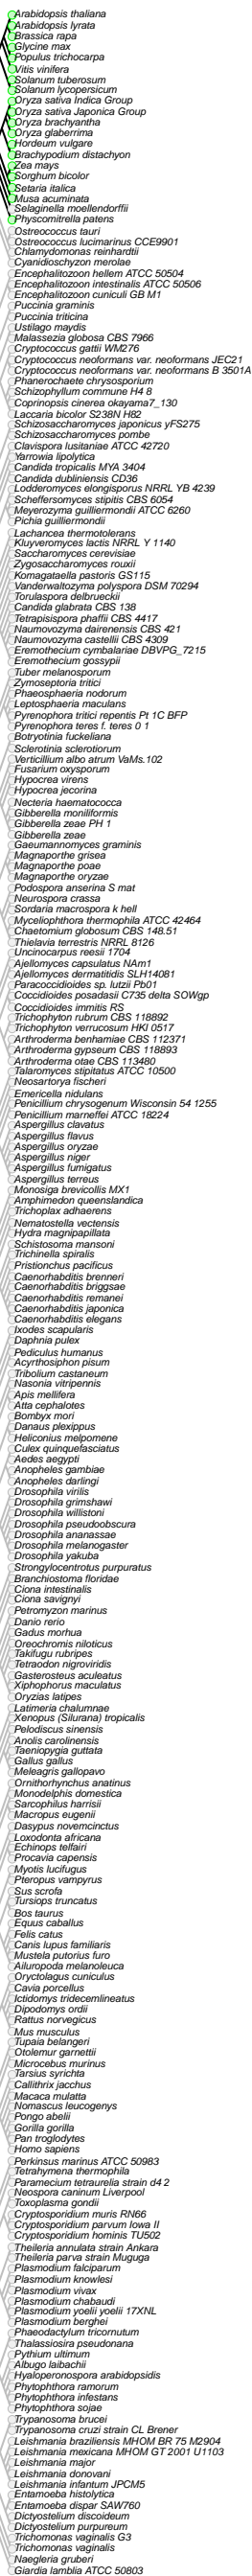 Arabidopsis thaliana
Arabidopsis lyrata
Brassica rapa
Glycine max
Populus trichocarpa
Vitis vinifera
Solanum tuberosum
Solanum lycopersicum
Oryza sativa Indica Group
Oryza sativa Japonica Group
Oryza brachyantha
Oryza glaberrima
Hordeum vulgare
Brachypodium distachyon
Zea mays
Sorghum bicolor
Setaria italica
Musa acuminata
Selaginella moellendorffii
Physcomitrella patens
Ostreococcus tauri
Ostreococcus lucimarinus CCE9901
Chlamydomonas reinhardtii
Cyanidioschyzon merolae
Encephalitozoon hellem ATCC 50504
Encephalitozoon intestinalis ATCC 50506
Encephalitozoon cuniculi GB M1
Puccinia graminis
Puccinia triticina
Ustilago maydis
Malassezia globosa CBS 7966
Cryptococcus gattii WM276
Cryptococcus neoformans var. neoformans JEC21
Cryptococcus neoformans var. neoformans B 3501A
Phanerochaete chrysosporium
Schizophyllum commune H4 8
Coprinopsis cinerea okayama7_130
Laccaria bicolor S238N H82
Schizosaccharomyces japonicus yFS275
Schizosaccharomyces pombe
Clavispora lusitaniae ATCC 42720
Yarrowia lipolytica
Candida tropicalis MYA 3404
Candida dubliniensis CD36
Lodderomyces elongisporus NRRL YB 4239
Scheffersomyces stipitis CBS 6054
Meyerozyma guilliermondii ATCC 6260
Pichia guilliermondii
Lachancea thermotolerans
Kluyveromyces lactis NRRL Y 1140
Saccharomyces cerevisiae
Zygosaccharomyces rouxii
Komagataella pastoris GS115
Vanderwaltozyma polyspora DSM 70294
Torulaspora delbrueckii
Candida glabrata CBS 138
Tetrapisispora phaffii CBS 4417
Naumovozyma dairenensis CBS 421
Naumovozyma castellii CBS 4309
Eremothecium cymbalariae DBVPG_7215
Eremothecium gossypii
Tuber melanosporum
Zymoseptoria tritici
Phaeosphaeria nodorum
Leptosphaeria maculans
Pyrenophora tritici repentis Pt 1C BFP
Pyrenophora teres f. teres 0 1
Botryotinia fuckeliana
Sclerotinia sclerotiorum
Verticillium albo atrum VaMs.102
Fusarium oxysporum
Hypocrea virens
Hypocrea jecorina
Necteria haematococca
Gibberella moniliformis
Gibberella zeae PH 1
Gibberella zeae
Gaeumannomyces graminis
Magnaporthe grisea
Magnaporthe poae
Magnaporthe oryzae
Podospora anserina S mat
Neurospora crassa
Sordaria macrospora k hell
Myceliophthora thermophila ATCC 42464
Chaetomium globosum CBS 148.51
Thielavia terrestris NRRL 8126
Uncinocarpus reesii 1704
Ajellomyces capsulatus NAm1
Ajellomyces dermatitidis SLH14081
Paracoccidioides sp. lutzii Pb01
Coccidioides posadasii C735 delta SOWgp
Coccidioides immitis RS
Trichophyton rubrum CBS 118892
Trichophyton verrucosum HKI 0517
Arthroderma benhamiae CBS 112371
Arthroderma gypseum CBS 118893
Arthroderma otae CBS 113480
Talaromyces stipitatus ATCC 10500
Neosartorya fischeri
Emericella nidulans
Penicillium chrysogenum Wisconsin 54 1255
Penicillium marneffei ATCC 18224
Aspergillus clavatus
Aspergillus flavus
Aspergillus oryzae
Aspergillus niger
Aspergillus fumigatus
Aspergillus terreus
Monosiga brevicollis MX1
Amphimedon queenslandica
Trichoplax adhaerens
Nematostella vectensis
Hydra magnipapillata
Schistosoma mansoni
Trichinella spiralis
Pristionchus pacificus
Caenorhabditis brenneri
Caenorhabditis briggsae
Caenorhabditis remanei
Caenorhabditis japonica
Caenorhabditis elegans
Ixodes scapularis
Daphnia pulex
Pediculus humanus
Acyrthosiphon pisum
Tribolium castaneum
Nasonia vitripennis
Apis mellifera
Atta cephalotes
Bombyx mori
Danaus plexippus
Heliconius melpomene
Culex quinquefasciatus
Aedes aegypti
Anopheles gambiae
Anopheles darlingi
Drosophila virilis
Drosophila grimshawi
Drosophila willistoni
Drosophila pseudoobscura
Drosophila ananassae
Drosophila melanogaster
Drosophila yakuba
Strongylocentrotus purpuratus
Branchiostoma floridae
Ciona intestinalis
Ciona savignyi
Petromyzon marinus
Danio rerio
Gadus morhua
Oreochromis niloticus
Takifugu rubripes
Tetraodon nigroviridis
Gasterosteus aculeatus
Xiphophorus maculatus
Oryzias latipes
Latimeria chalumnae
Xenopus (Silurana) tropicalis
Pelodiscus sinensis
Anolis carolinensis
Taeniopygia guttata
Gallus gallus
Meleagris gallopavo
Ornithorhynchus anatinus
Monodelphis domestica
Sarcophilus harrisii
Macropus eugenii
Dasypus novemcinctus
Loxodonta africana
Echinops telfairi
Procavia capensis
Myotis lucifugus
Pteropus vampyrus
Sus scrofa
Tursiops truncatus
Bos taurus
Equus caballus
Felis catus
Canis lupus familiaris
Mustela putorius furo
Ailuropoda melanoleuca
Oryctolagus cuniculus
Cavia porcellus
Ictidomys tridecemlineatus
Dipodomys ordii
Rattus norvegicus
Mus musculus
Tupaia belangeri
Otolemur garnettii
Microcebus murinus
Tarsius syrichta
Callithrix jacchus
Macaca mulatta
Nomascus leucogenys
Pongo abelii
Gorilla gorilla
Pan troglodytes
Homo sapiens
Perkinsus marinus ATCC 50983
Tetrahymena thermophila
Paramecium tetraurelia strain d4 2
Neospora caninum Liverpool
Toxoplasma gondii
Cryptosporidium muris RN66
Cryptosporidium parvum Iowa II
Cryptosporidium hominis TU502
Theileria annulata strain Ankara
Theileria parva strain Muguga
Plasmodium falciparum
Plasmodium knowlesi
Plasmodium vivax
Plasmodium chabaudi
Plasmodium yoelii yoelii 17XNL
Plasmodium berghei
Phaeodactylum tricornutum
Thalassiosira pseudonana
Pythium ultimum
Albugo laibachii
Hyaloperonospora arabidopsidis
Phytophthora ramorum
Phytophthora infestans
Phytophthora sojae
Trypanosoma brucei
Trypanosoma cruzi strain CL Brener
Leishmania braziliensis MHOM BR 75 M2904
Leishmania mexicana MHOM GT 2001 U1103
Leishmania major
Leishmania donovani
Leishmania infantum JPCM5
Entamoeba histolytica
Entamoeba dispar SAW760
Dictyostelium discoideum
Dictyostelium purpureum
Trichomonas vaginalis G3
Trichomonas vaginalis
Naegleria gruberi
Giardia lamblia ATCC 50803